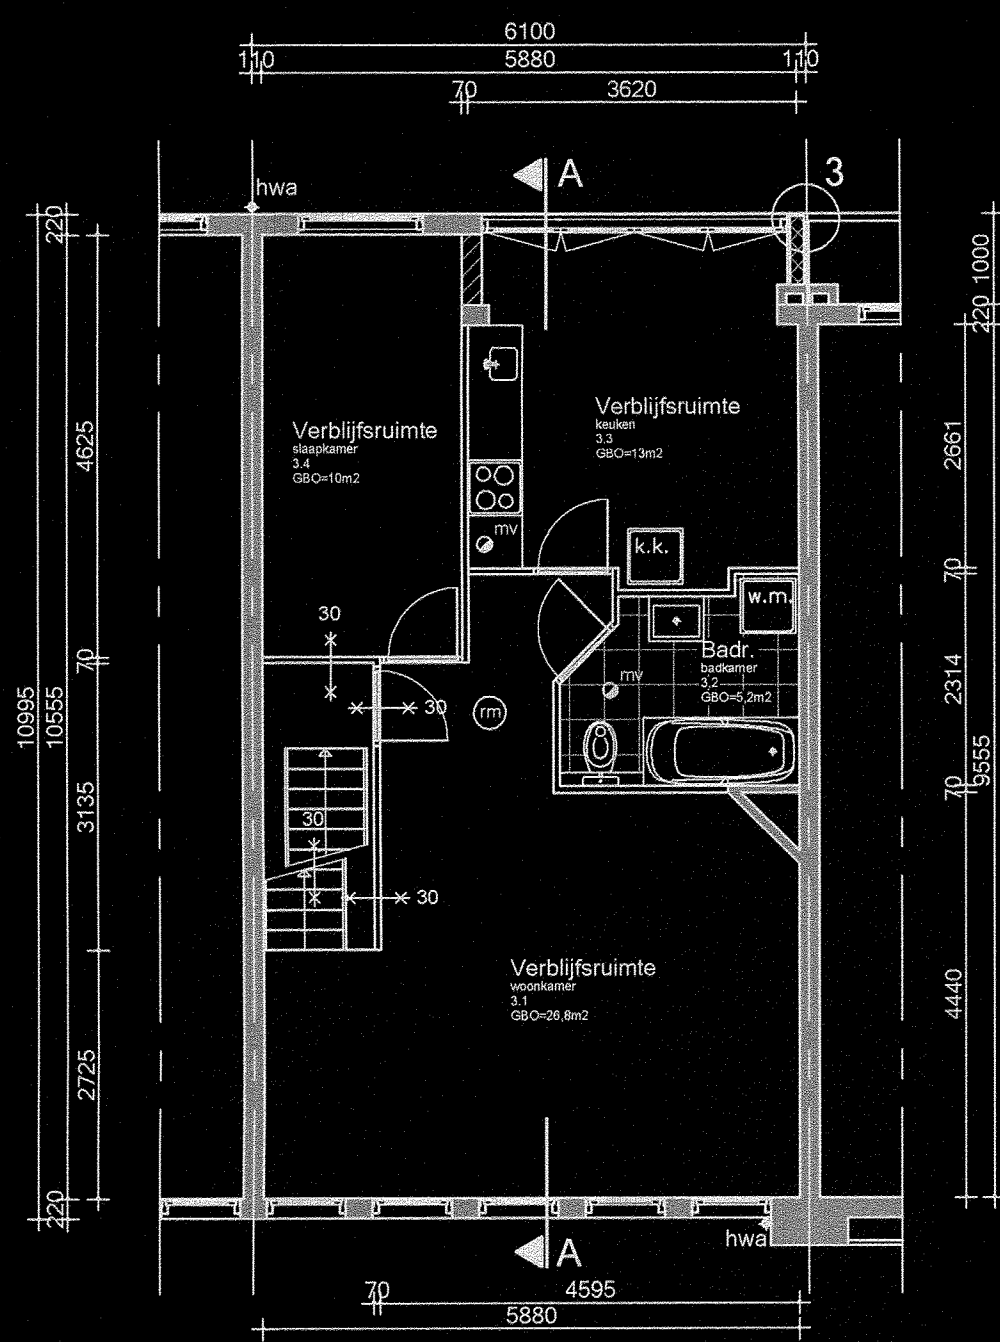 6100
110 5880 110
70 3620
A
3
hwa
220
220
1000
220
4625
Verblijfsruimte
slaapkamer
3.4
GBO=10m2
Verblijfsruimte
keuken
3.3
GBO=13m2
2661
mv
k.k.
70
w.m.
30
Badr.
badkamer
3,2
GBO=5,2m2
mv
70
2314
30
rm
10995
10555
9555
3135
70
30
30
Verblijfsruimte
woonkamer
3.1
GBO=26,8m2
4440
2725
220
hwa
A
70 4595
5880